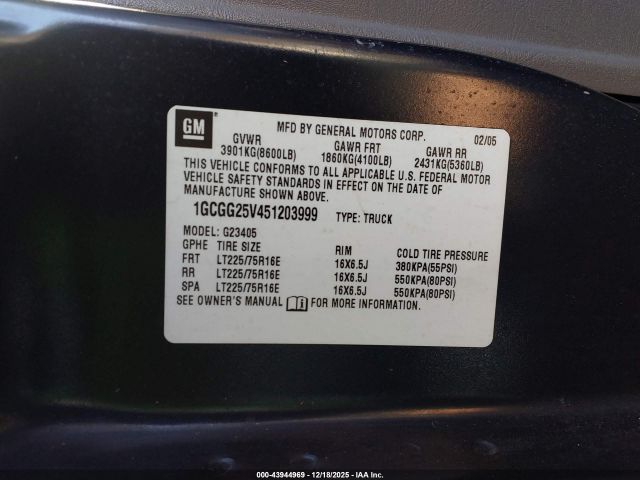 GM
MFD BY GENERAL MOTORS CORP. 02/05
GVWR GAWR FRT GAWR RR
3901KG(8600LB) 1860KG(4100LB) 2431KG(5360LB)
THIS VEHICLE CONFORMS TO ALL APPLICABLE U.S. FEDERAL MOTOR
VEHICLE SAFETY STANDARDS IN EFFECT ON THE DATE OF
MANUFACTURE SHOWN ABOVE.
1GCGG25V451203999 TYPE: TRUCK
MODEL: G23405
GPHE TIRE SIZE RIM COLD TIRE PRESSURE
FRT LT225/75R16E 16X6.5J 380KPA(55PSI)
RR LT225/75R16E 16X6.5J 550KPA(80PSI)
SPA LT225/75R16E 16X6.5J 550KPA(80PSI)
SEE OWNER'S MANUAL FOR MORE INFORMATION.
000-43944969 - 12/18/2025 - IAAI.com